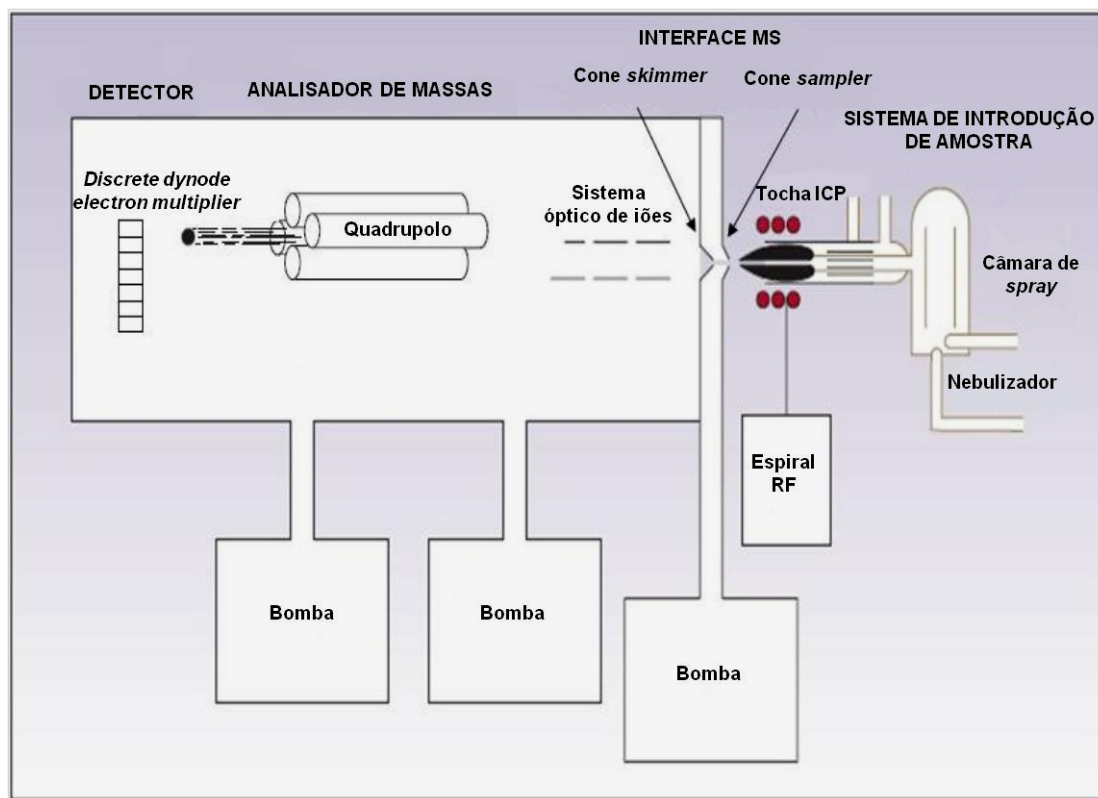 INTERFACE MS
Cone skimmer
Cone sampler
DETECTOR
ANALISADOR DE MASSAS
SISTEMA DE INTRODUÇÃO
DE AMOSTRA
Discrete dynode
electron multiplier
Quadrupolo
Sistema
óptico de iões
Tocha ICP
Câmara de
spray
Nebulizador
Espiral
RF
Bomba
Bomba
Bomba